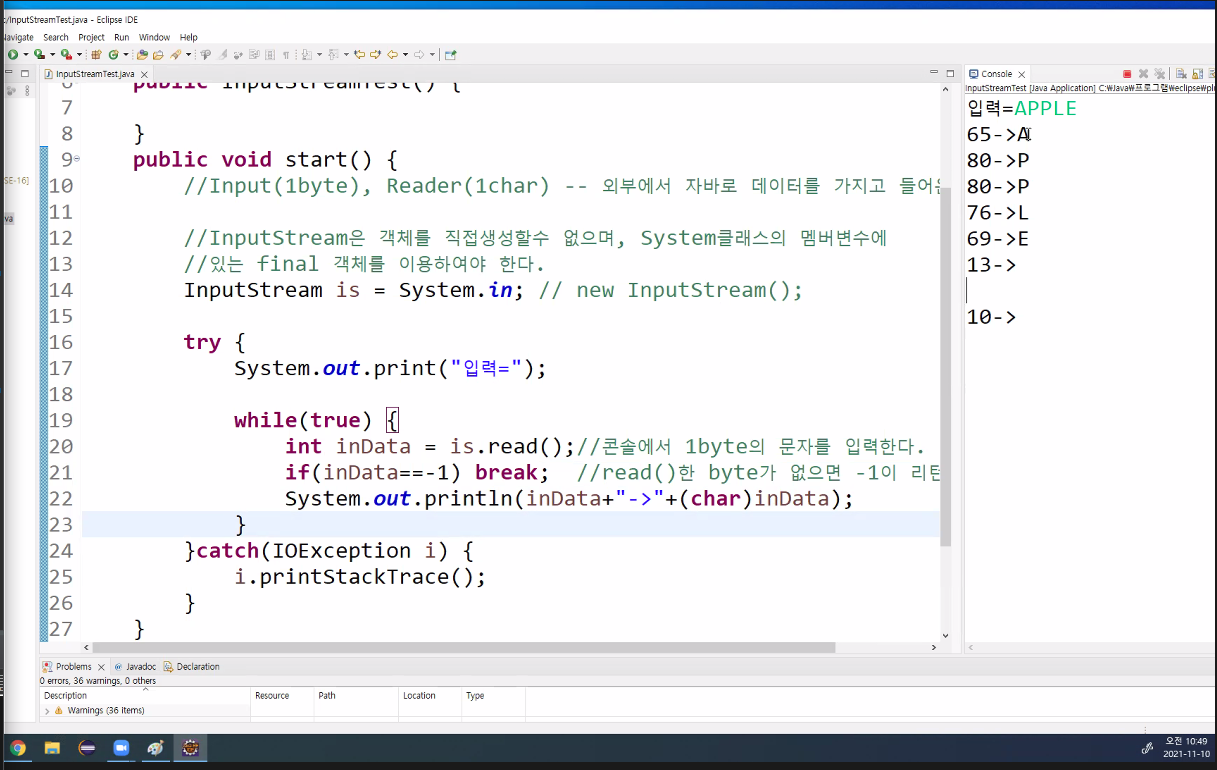 :/InputStreamTest.java - Eclipse IDE
Navigate Search Project Run Window Help
InputStreamTest.java
6 public InputStreamTest() {
7
8 }
9 public void start() {
10 //Input(1byte), Reader(1char) -- 외부에서 자바로 데이터를 가지고 들어온
11
12 //InputStream은 객체를 직접생성할수 없으며, System클래스의 멤버변수에
13 //있는 final 객체를 이용하여야 한다.
14 InputStream is = System.in; // new InputStream();
15
16 try {
17 System.out.print("입력=");
18
19 while(true) {
20 int inData = is.read();//콘솔에서 1byte의 문자를 입력한다.
21 if(inData==-1) break; //read()한 byte가 없으면 -1이 리턴
22 System.out.println(inData+"->"+(char)inData);
23 }
24 }catch(IOException i) {
25 i.printStackTrace();
26 }
27 }
SE-16]
va
Console
InputStreamTest [Java Application] C:₩Java₩프로그램₩eclipse₩plu
입력=APPLE
65->A
80->P
80->P
76->L
69->E
13->
10->
Problems Javadoc Declaration
0 errors, 36 warnings, 0 others
Description Resource Path Location Type
Warnings (36 items)
오전 10:49
2021-11-10